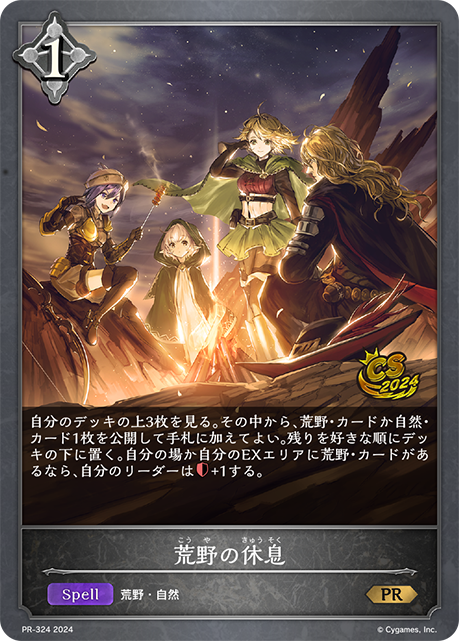 1
CS
2024
自分のデッキの上3枚を見る。その中から、荒野・カードか自然・
カード1枚を公開して手札に加えてよい。残りを好きな順にデッ
キの下に置く。自分の場か自分のEXエリアに荒野・カードがあ
るなら、自分のリーダーは+1する。
こうや きゅうそく
荒野の休息
Spell 荒野・自然 PR
PR-324 2024 © Cygames, Inc.